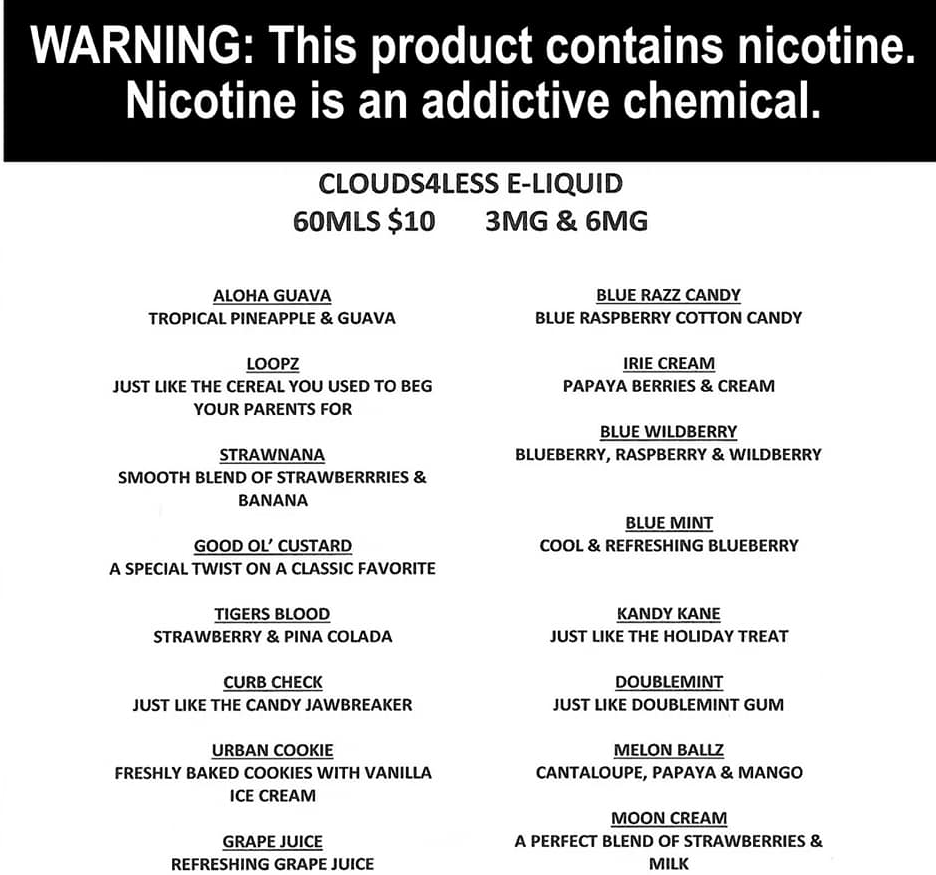 WARNING: This product contains nicotine.
Nicotine is an addictive chemical.
CLOUDS4LESS E-LIQUID
60MLS $10 3MG & 6MG
ALOHA GUAVA
TROPICAL PINEAPPLE & GUAVA
LOOPZ
JUST LIKE THE CEREAL YOU USED TO BEG
YOUR PARENTS FOR
STRAWNANA
SMOOTH BLEND OF STRAWBERRRIES &
BANANA
GOOD OL’ CUSTARD
A SPECIAL TWIST ON A CLASSIC FAVORITE
TIGERS BLOOD
STRAWBERRY & PINA COLADA
CURB CHECK
JUST LIKE THE CANDY JAWBREAKER
URBAN COOKIE
FRESHLY BAKED COOKIES WITH VANILLA
ICE CREAM
GRAPE JUICE
REFRESHING GRAPE JUICE
BLUE RAZZ CANDY
BLUE RASPBERRY COTTON CANDY
IRIE CREAM
PAPAYA BERRIES & CREAM
BLUE WILDBERRY
BLUEBERRY, RASPBERRY & WILDBERRY
BLUE MINT
COOL & REFRESHING BLUEBERRY
KANDY KANE
JUST LIKE THE HOLIDAY TREAT
DOUBLEMINT
JUST LIKE DOUBLEMINT GUM
MELON BALLZ
CANTALOUPE, PAPAYA & MANGO
MOON CREAM
A PERFECT BLEND OF STRAWBERRIES &
MILK